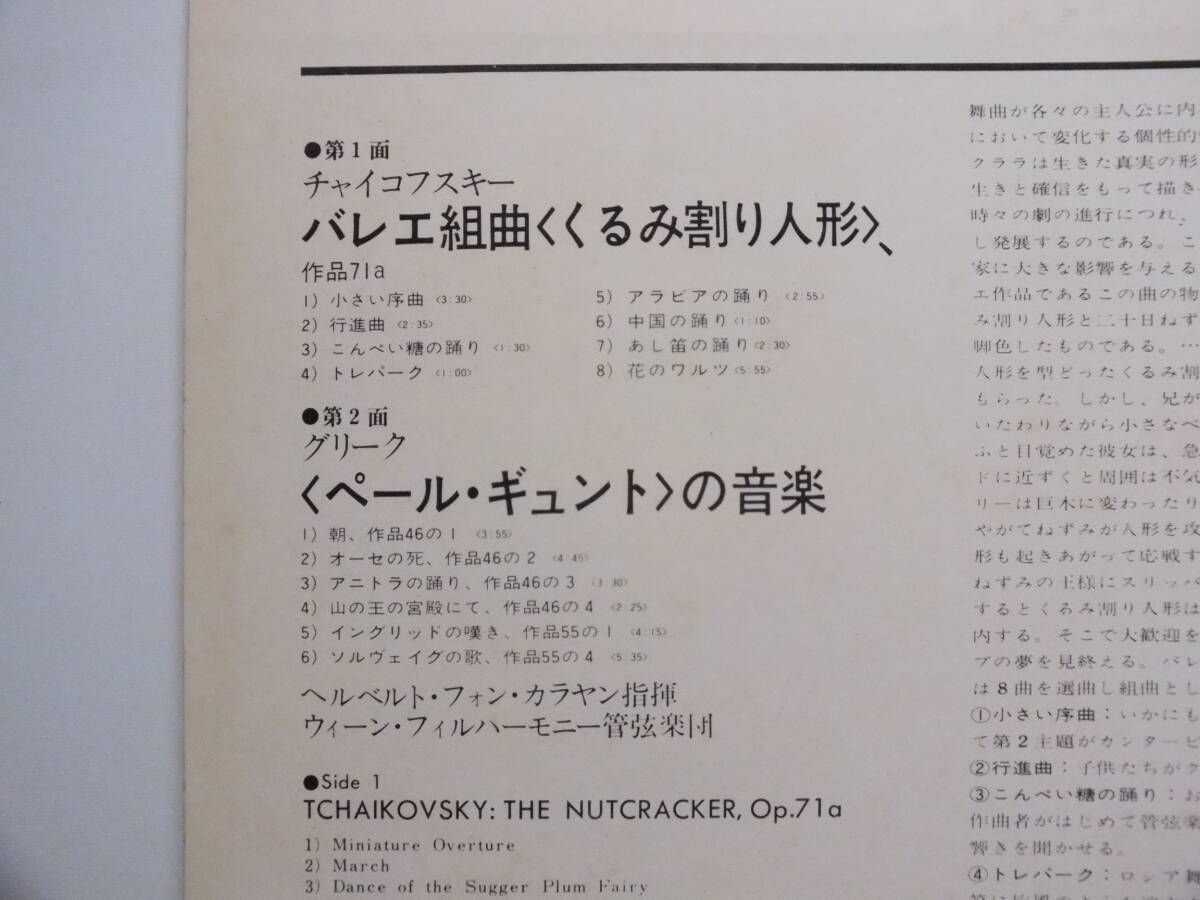 ●第1面
チャイコフスキー
バレエ組曲〈くるみ割り人形〉、
作品71a
1) 小さい序曲 〈3:30〉
2) 行進曲 〈2:35〉
3) こんぺい糖の踊り 〈1:30〉
4) トレパーク 〈1:00〉
5) アラビアの踊り 〈2:55〉
6) 中国の踊り 〈1:10〉
7) あし笛の踊り 〈2:30〉
8) 花のワルツ 〈5:55〉
●第2面
グリーク
〈ペール・ギュント〉の音楽
1) 朝、作品46の1 〈3:55〉
2) オーセの死、作品46の2 〈4:45〉
3) アニトラの踊り、作品46の3 〈3:30〉
4) 山の王の宮殿にて、作品46の4 〈2:25〉
5) イングリッドの嘆き、作品55の1 〈4:15〉
6) ソルヴェイグの歌、作品55の4 〈5:35〉
ヘルベルト・フォン・カラヤン指揮
ウィーン・フィルハーモニー管弦楽団
●Side 1
TCHAIKOVSKY: THE NUTCRACKER, Op.71a
1) Miniature Overture
2) March
3) Dance of the Sugger Plum Fairy
舞曲が各々の主人公に内
において変化する個性的
クララは生きた真実の形
生きと確信をもって描き
時々の劇の進行につれ、
し発展するのである。こ
家に大きな影響を与える
エ作品であるこの曲の物
み割り人形と二十日ねず
脚色したものである。…
人形を型どったくるみ割
もらった。しかし、兄が
いたわりながら小さなベ
ふと目覚めた彼女は、急
ドに近ずくと周囲は不気
リーは巨木に変わったり
やがてねずみが人形を攻
形も起きあがって応戦す
ねずみの王様にスリッパ
するとくるみ割り人形は
内する。そこで大歓迎を
ブの夢を見終える。バレ
は8曲を選曲し組曲とし
①小さい序曲：いかにも
て第2主題がカンタービ
②行進曲：子供たちがク
③こんぺい糖の踊り：お
作曲者がはじめて管弦楽
響きを聞かせる。
④トレパーク：ロシア舞